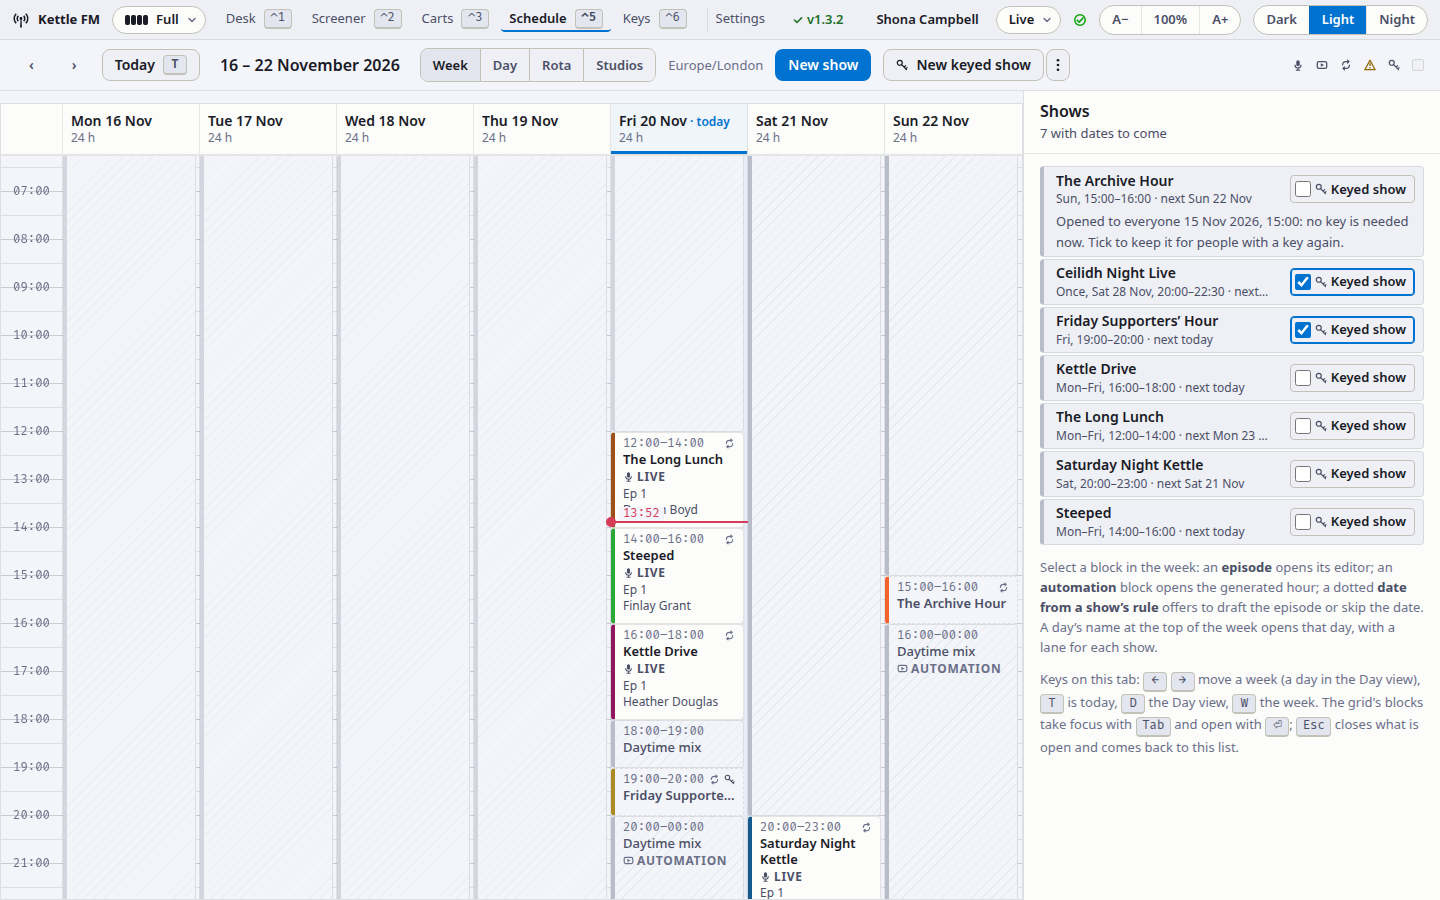 Kettle FM Full Desk ^1 Screener ^2 Carts ^3 Schedule ^5 Keys ^6 Settings v1.3.2 Shona Campbell Live A− 100% A+ Dark Light Night
‹ › Today T 16 – 22 November 2026 Week Day Rota Studios Europe/London New show New keyed show
Mon 16 Nov Tue 17 Nov Wed 18 Nov Thu 19 Nov Fri 20 Nov · today Sat 21 Nov Sun 22 Nov
24 h 24 h 24 h 24 h 24 h 24 h 24 h
07:00
08:00
09:00
10:00
11:00
12:00
13:00
14:00
15:00
16:00
17:00
18:00
19:00
20:00
21:00
12:00–14:00
The Long Lunch
LIVE
Ep 1
Boyd
13:52
14:00–16:00
Steeped
LIVE
Ep 1
Finlay Grant
16:00–18:00
Kettle Drive
LIVE
Ep 1
Heather Douglas
18:00–19:00
Daytime mix
19:00–20:00
Friday Supporte…
20:00–00:00
Daytime mix
AUTOMATION
20:00–23:00
Saturday Night
Kettle
LIVE
Ep 1
15:00–16:00
The Archive Hour
16:00–00:00
Daytime mix
AUTOMATION
Shows
7 with dates to come
The Archive Hour
Sun, 15:00–16:00 · next Sun 22 Nov
Keyed show
Opened to everyone 15 Nov 2026, 15:00: no key is needed
now. Tick to keep it for people with a key again.
Ceilidh Night Live
Once, Sat 28 Nov, 20:00–22:30 · next…
Keyed show
Friday Supporters’ Hour
Fri, 19:00–20:00 · next today
Keyed show
Kettle Drive
Mon–Fri, 16:00–18:00 · next today
Keyed show
The Long Lunch
Mon–Fri, 12:00–14:00 · next Mon 23 …
Keyed show
Saturday Night Kettle
Sat, 20:00–23:00 · next Sat 21 Nov
Keyed show
Steeped
Mon–Fri, 14:00–16:00 · next today
Keyed show
Select a block in the week: an episode opens its editor; an
automation block opens the generated hour; a dotted date
from a show’s rule offers to draft the episode or skip the date.
A day’s name at the top of the week opens that day, with a
lane for each show.
Keys on this tab: ← → move a week (a day in the Day view),
T is today, D the Day view, W the week. The grid's blocks
take focus with Tab and open with ⏎; Esc closes what is
open and comes back to this list.